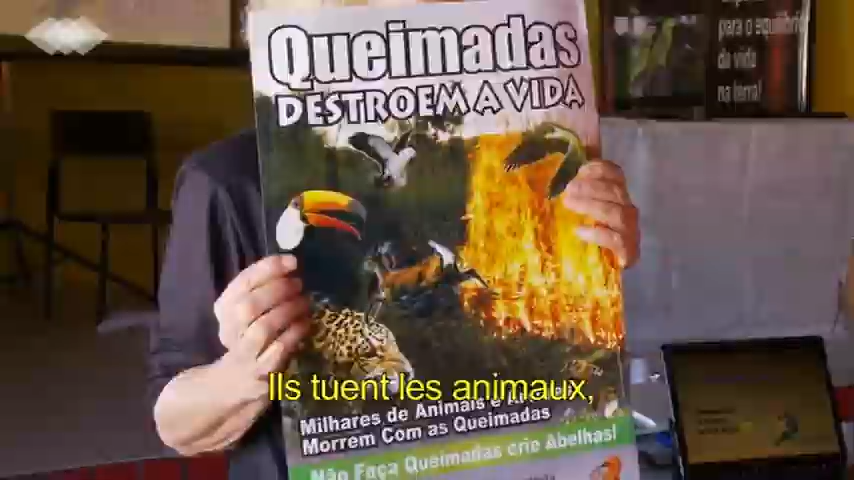 Queimadas
DESTROEM A VIDA
para o equilíbrio
da vida
na terra!
Ils tuent les animaux,
Milhares de Animais e
Morrem Com as Queimadas
Não Faça Queimadas crie Abelhas!